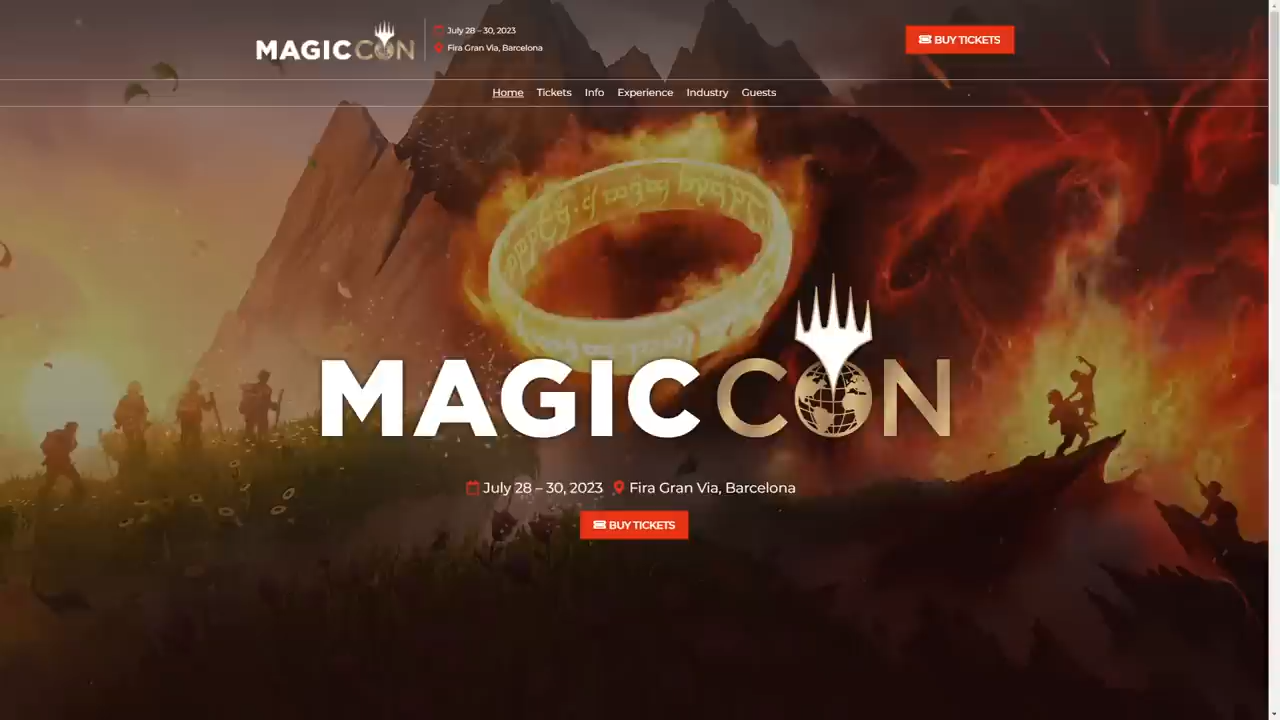 MAGICCON
July 28 – 30, 2023
Fira Gran Via, Barcelona
BUY TICKETS
Home Tickets Info Experience Industry Guests
MAGICCON
July 28 – 30, 2023 Fira Gran Via, Barcelona
BUY TICKETS